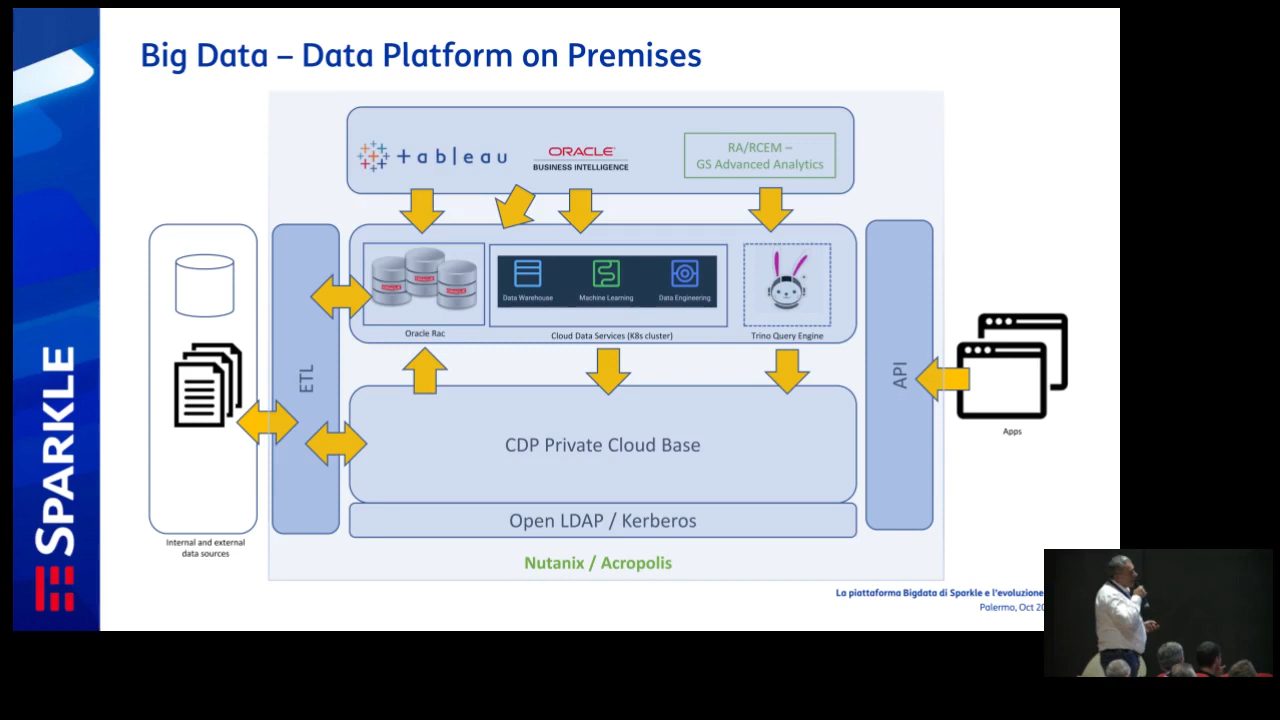 Big Data – Data Platform on Premises
+ a b | e a u
ORACLE
BUSINESS INTELLIGENCE
RA/RCEM –
GS Advanced Analytics
Data Warehouse
Machine Learning
Data Engineering
Oracle Rac
Cloud Data Services (K8s cluster)
Trino Query Engine
ETL
API
CDP Private Cloud Base
Open LDAP / Kerberos
Nutanix / Acropolis
Internal and external
data sources
Apps
SPARKLE
La piattaforma Bigdata di Sparkle e l'evoluzione
Palermo, Oct